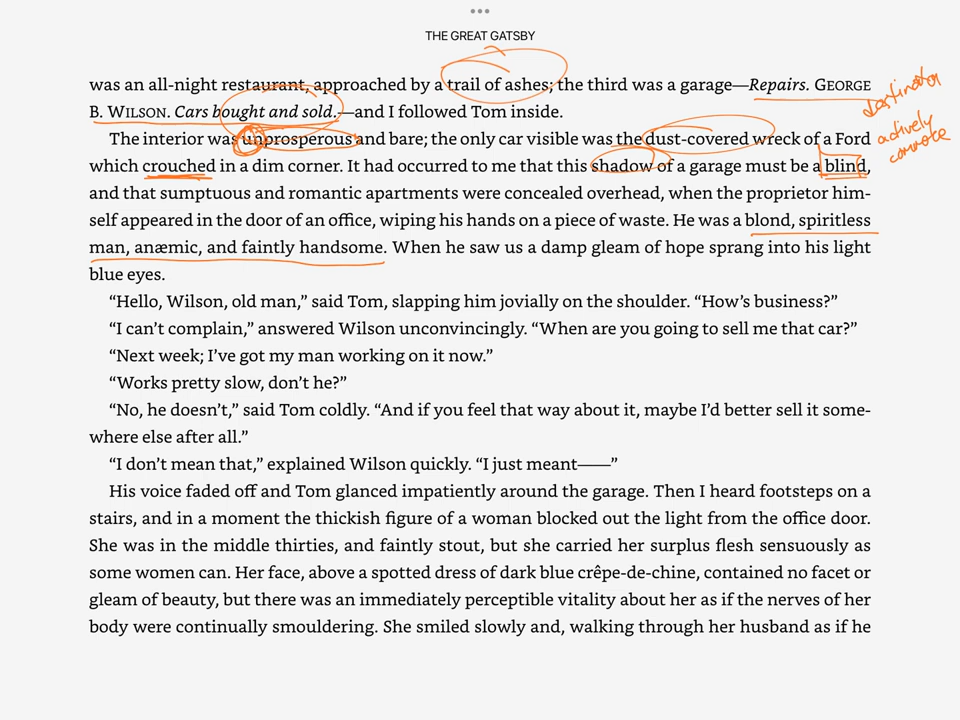 THE GREAT GATSBY
was an all-night restaurant, approached by a trail of ashes; the third was a garage—Repairs. GEORGE
B. WILSON. Cars bought and sold.—and I followed Tom inside.
The interior was unprosperous and bare; the only car visible was the dust-covered wreck of a Ford
which crouched in a dim corner. It had occurred to me that this shadow of a garage must be a blind,
and that sumptuous and romantic apartments were concealed overhead, when the proprietor him-
self appeared in the door of an office, wiping his hands on a piece of waste. He was a blond, spiritless
man, anæmic, and faintly handsome. When he saw us a damp gleam of hope sprang into his light
blue eyes.
“Hello, Wilson, old man,” said Tom, slapping him jovially on the shoulder. “How’s business?”
“I can’t complain,” answered Wilson unconvincingly. “When are you going to sell me that car?”
“Next week; I’ve got my man working on it now.”
“Works pretty slow, don’t he?”
“No, he doesn’t,” said Tom coldly. “And if you feel that way about it, maybe I’d better sell it some-
where else after all.”
“I don’t mean that,” explained Wilson quickly. “I just meant——”
His voice faded off and Tom glanced impatiently around the garage. Then I heard footsteps on a
stairs, and in a moment the thickish figure of a woman blocked out the light from the office door.
She was in the middle thirties, and faintly stout, but she carried her surplus flesh sensuously as
some women can. Her face, above a spotted dress of dark blue crêpe-de-chine, contained no facet or
gleam of beauty, but there was an immediately perceptible vitality about her as if the nerves of her
body were continually smouldering. She smiled slowly and, walking through her husband as if he
actively